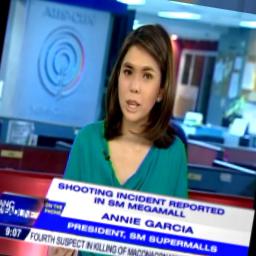 ABS-CBN
SHOOTING INCIDENT REPORTED
IN SM MEGAMALL
ON THE
PHONE
ANNIE GARCIA
PRESIDENT, SM SUPERMALLS
HEADLINE
9:07
FOURTH SUSPECT IN KILLING OF